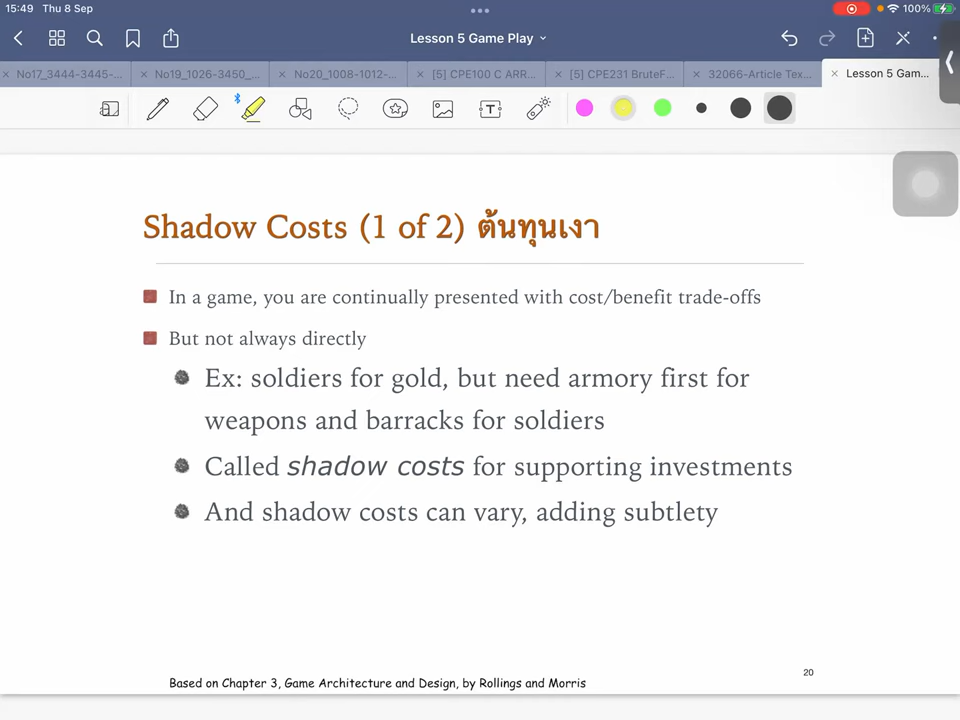 15:49 Thu 8 Sep
100%
Lesson 5 Game Play
No17_3444-3445-...
No19_1026-3450_...
No20_1008-1012-...
[5] CPE100 C ARR...
[5] CPE231 BruteF...
32066-Article Tex...
Lesson 5 Gam...
T
Shadow Costs (1 of 2) ต้นทุนเงา
In a game, you are continually presented with cost/benefit trade-offs
But not always directly
Ex: soldiers for gold, but need armory first for
weapons and barracks for soldiers
Called shadow costs for supporting investments
And shadow costs can vary, adding subtlety
20
Based on Chapter 3, Game Architecture and Design, by Rollings and Morris